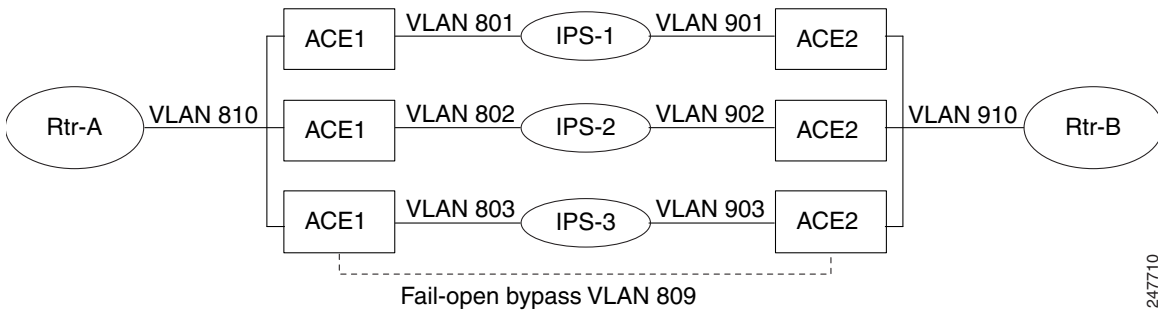 ACE1 VLAN 801 IPS-1 VLAN 901 ACE2
Rtr-A VLAN 810 ACE1 VLAN 802 IPS-2 VLAN 902 ACE2 VLAN 910 Rtr-B
ACE1 VLAN 803 IPS-3 VLAN 903 ACE2
Fail-open bypass VLAN 809
247710